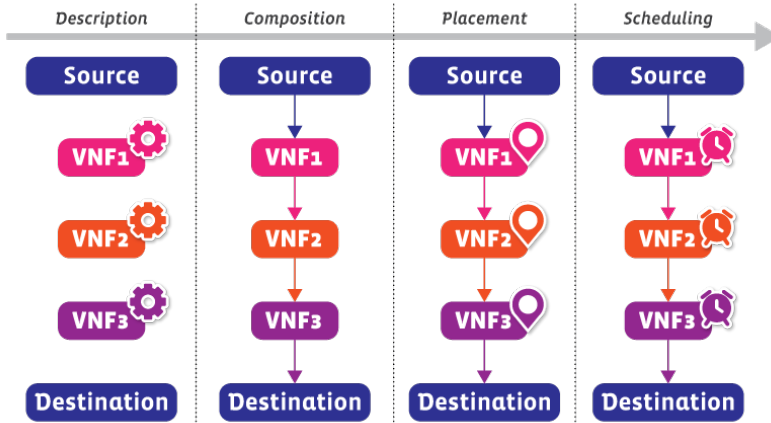 Description Composition Placement Scheduling
Source Source Source Source
VNF1 VNF1 VNF1 VNF1
VNF2 VNF2 VNF2 VNF2
VNF3 VNF3 VNF3 VNF3
Destination Destination Destination Destination